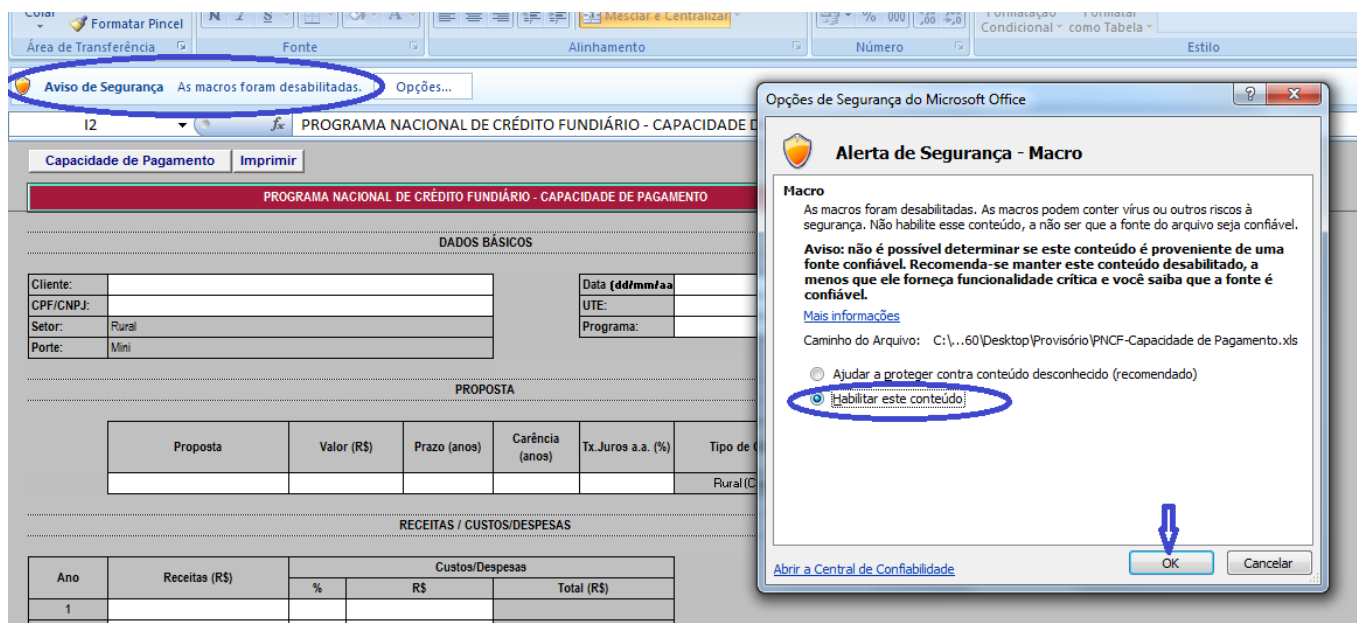 Colar
Formatar Pincel
N I S
A
Mesclar e Centralizar
% 000 ,00 ,0
Formatação Condicional
Formatar como Tabela
Área de Transferência
Fonte
Alinhamento
Número
Estilo
Aviso de Segurança As macros foram desabilitadas. Opções...
I2 fx PROGRAMA NACIONAL DE CRÉDITO FUNDIÁRIO - CAPACIDADE D
Capacidade de Pagamento Imprimir
PROGRAMA NACIONAL DE CRÉDITO FUNDIÁRIO - CAPACIDADE DE PAGAMENTO
DADOS BÁSICOS
Cliente: Data (dd/mm/aa
CPF/CNPJ: UTE:
Setor: Rural Programa:
Porte: Mini
PROPOSTA
Proposta Valor (R$) Prazo (anos) Carência (anos) Tx.Juros a.a. (%) Tipo de
Rural (C
RECEITAS / CUSTOS/DESPESAS
Ano Receitas (R$) Custos/Despesas
% R$ Total (R$)
1
Opções de Segurança do Microsoft Office
Alerta de Segurança - Macro
Macro
As macros foram desabilitadas. As macros podem conter vírus ou outros riscos à
segurança. Não habilite esse conteúdo, a não ser que a fonte do arquivo seja confiável.
Aviso: não é possível determinar se este conteúdo é proveniente de uma
fonte confiável. Recomenda-se manter este conteúdo desabilitado, a
menos que ele forneça funcionalidade crítica e você saiba que a fonte é
confiável.
Mais informações
Caminho do Arquivo: C:\...60\Desktop\Provisório\PNCF-Capacidade de Pagamento.xls
Ajudar a proteger contra conteúdo desconhecido (recomendado)
Habilitar este conteúdo
Abrir a Central de Confiabilidade
OK Cancelar